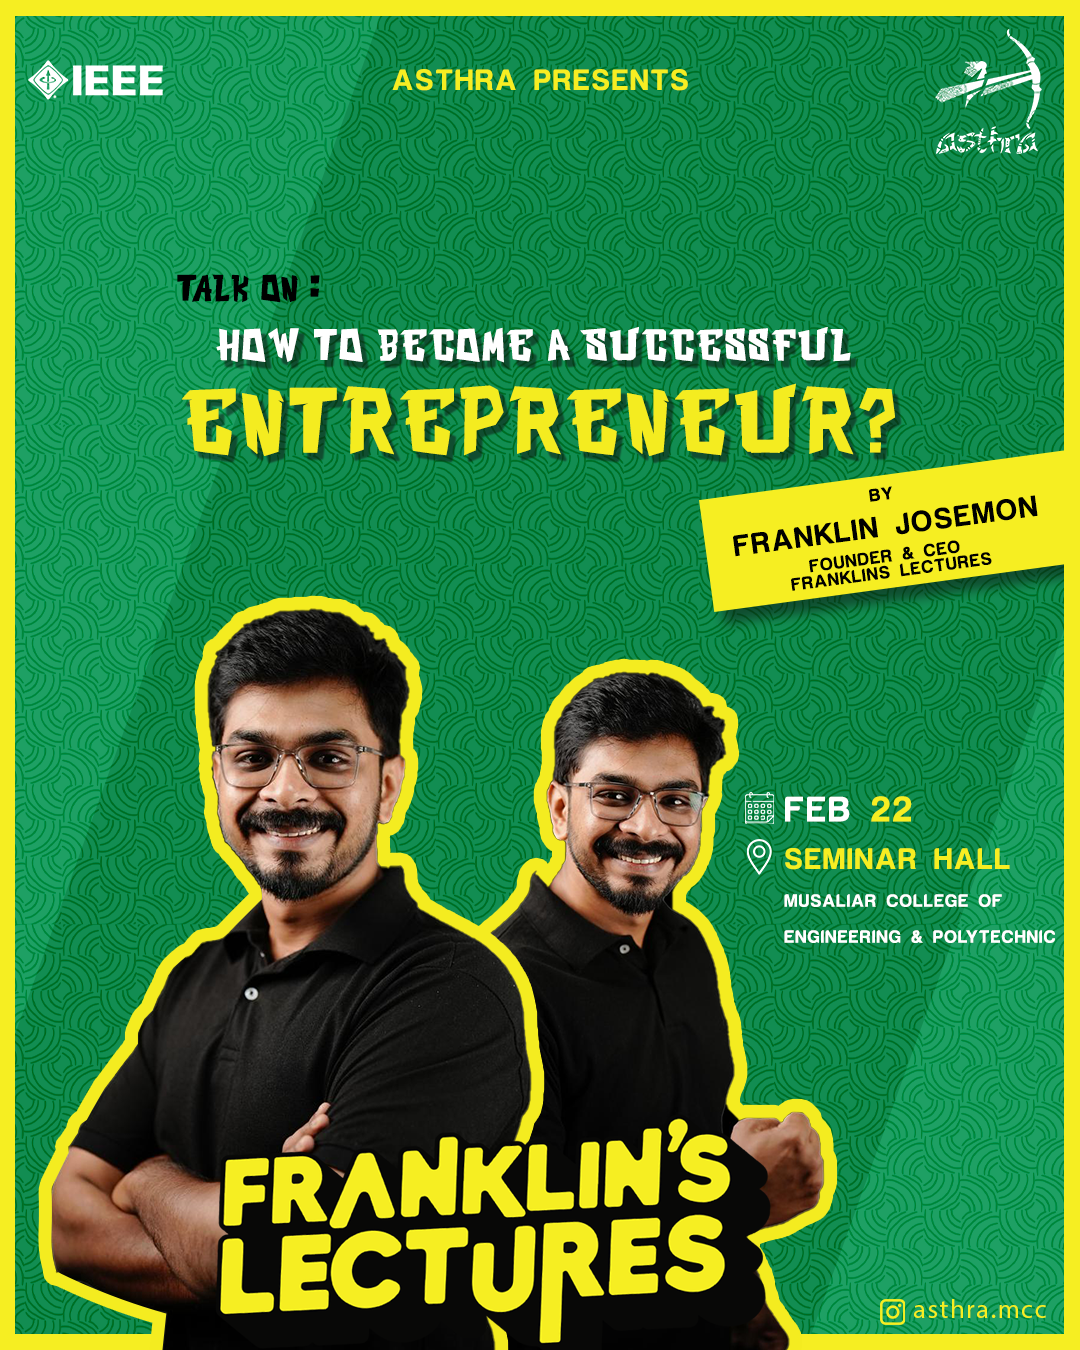 IEEE
ASTHRA PRESENTS
asthra
TALK ON :
HOW TO BECOME A SUCCESSFUL
ENTREPRENEUR?
BY
FRANKLIN JOSEMON
FOUNDER & CEO
FRANKLINS LECTURES
FEB 22
SEMINAR HALL
MUSALIAR COLLEGE OF
ENGINEERING & POLYTECHNIC
FRANKLIN'S
LECTURES
asthra.mcc